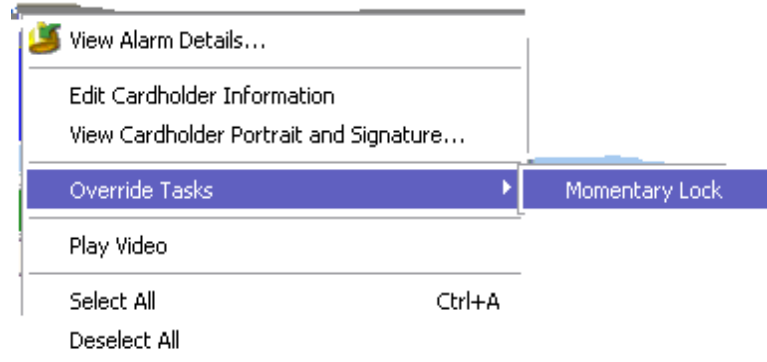 View Alarm Details...
Edit Cardholder Information
View Cardholder Portrait and Signature...
Override Tasks
Momentary Lock
Play Video
Select All Ctrl+A
Deselect All